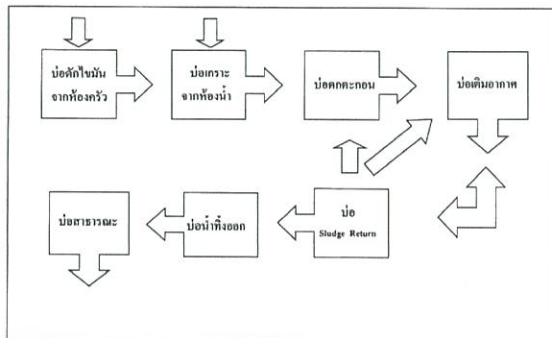 บ่อดักไขมัน
จากห้องครัว
บ่อเกรอะ
จากห้องน้ำ
บ่อตกตะกอน
บ่อเติมอากาศ
บ่อสาธารณะ
บ่อน้ำทิ้งออก
บ่อ
Sludge Return